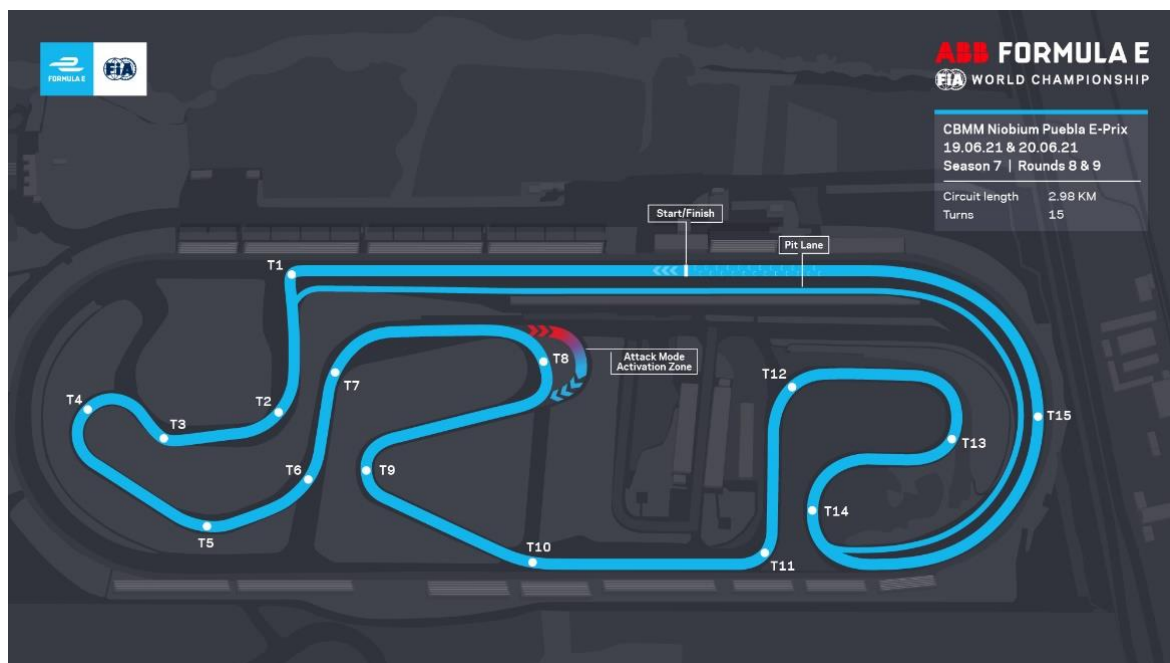 FORMULA E
FIA
ABB FORMULA E
FIA WORLD CHAMPIONSHIP
CBMM Niobium Puebla E-Prix
19.06.21 & 20.06.21
Season 7 | Rounds 8 & 9
Circuit length 2.98 KM
Turns 15
Start/Finish
Pit Lane
T1
Attack Mode
Activation Zone
T8
T7
T12
T4
T2
T3
T15
T13
T6
T9
T14
T5
T10
T11